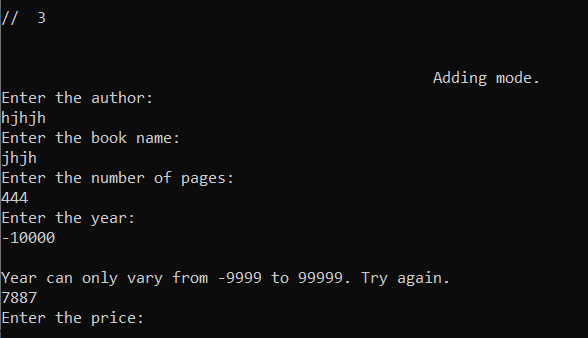 //  3
Adding mode.
Enter the author:
hjhjh
Enter the book name:
jhjh
Enter the number of pages:
444
Enter the year:
-10000
Year can only vary from -9999 to 99999. Try again.
7887
Enter the price: